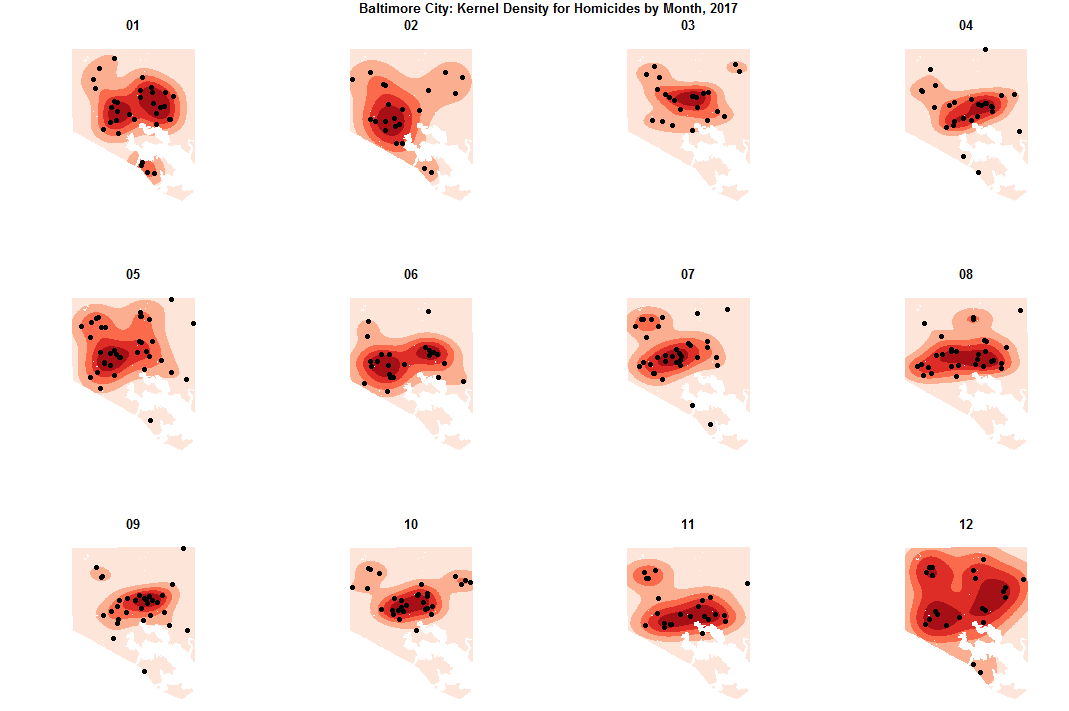 Baltimore City: Kernel Density for Homicides by Month, 2017
01 02 03 04
05 06 07 08
09 10 11 12